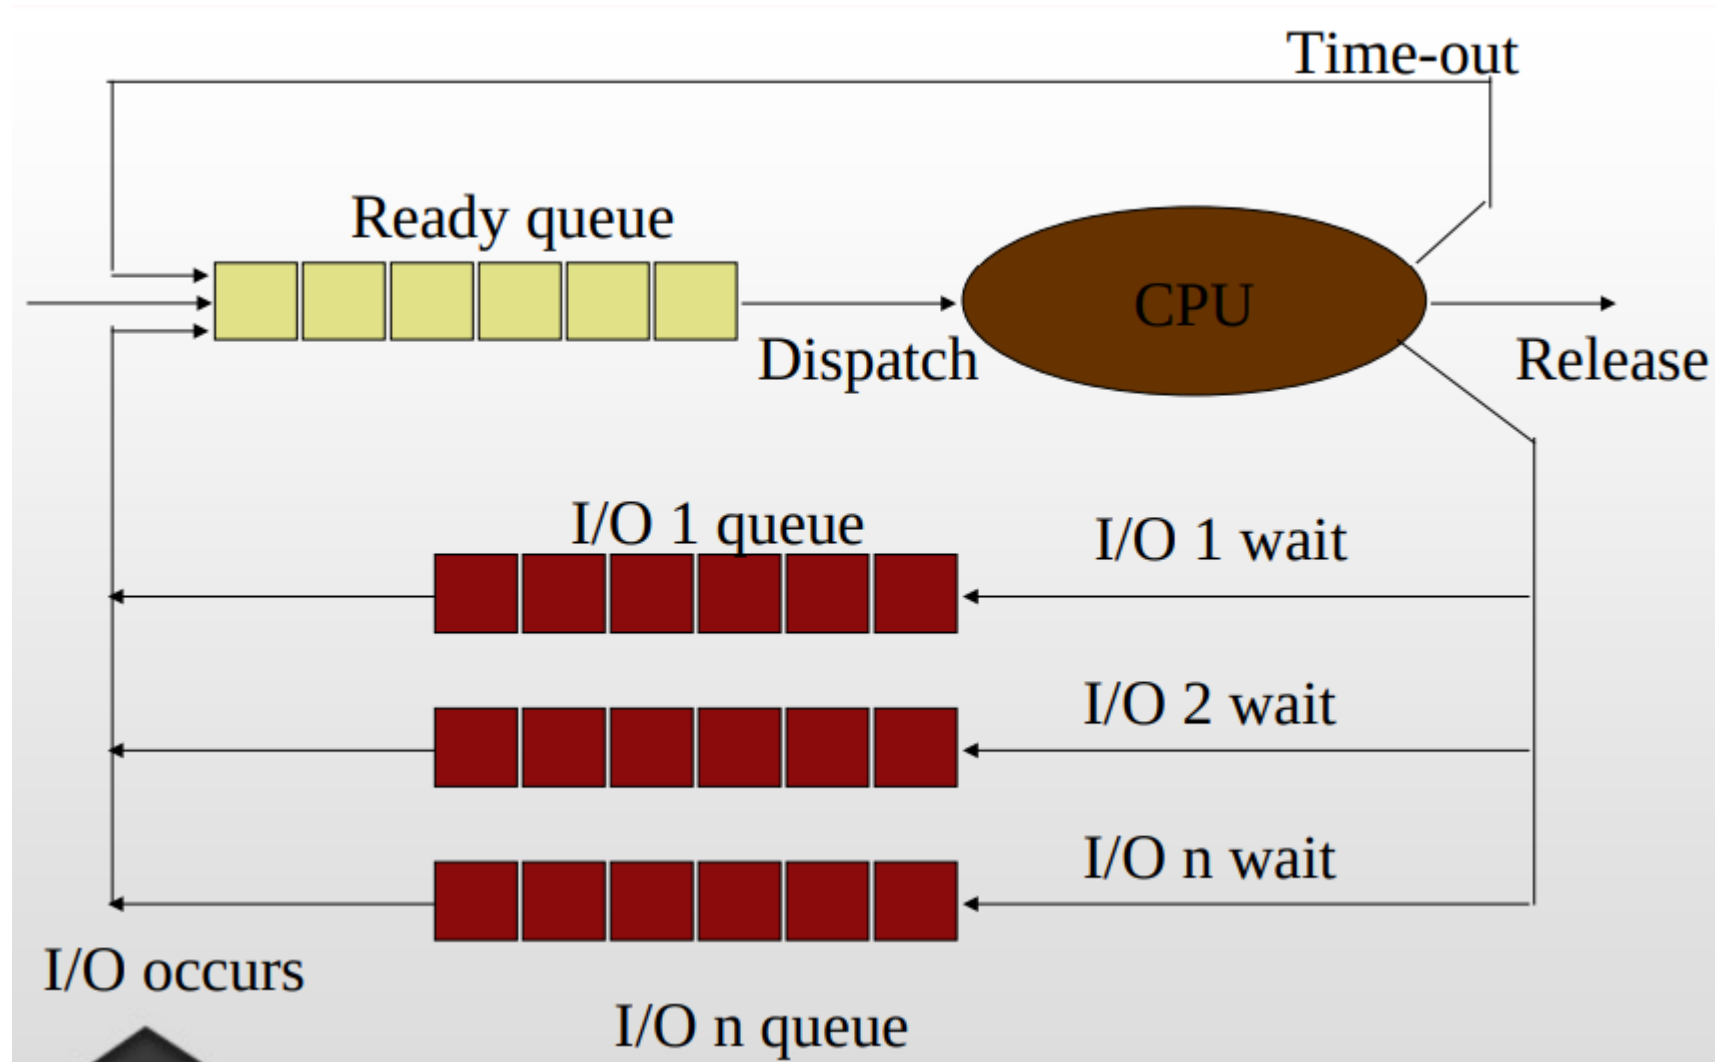 Time-out
Ready queue
CPU
Dispatch
Release
I/O 1 queue
I/O 1 wait
I/O 2 wait
I/O n wait
I/O occurs
I/O n queue